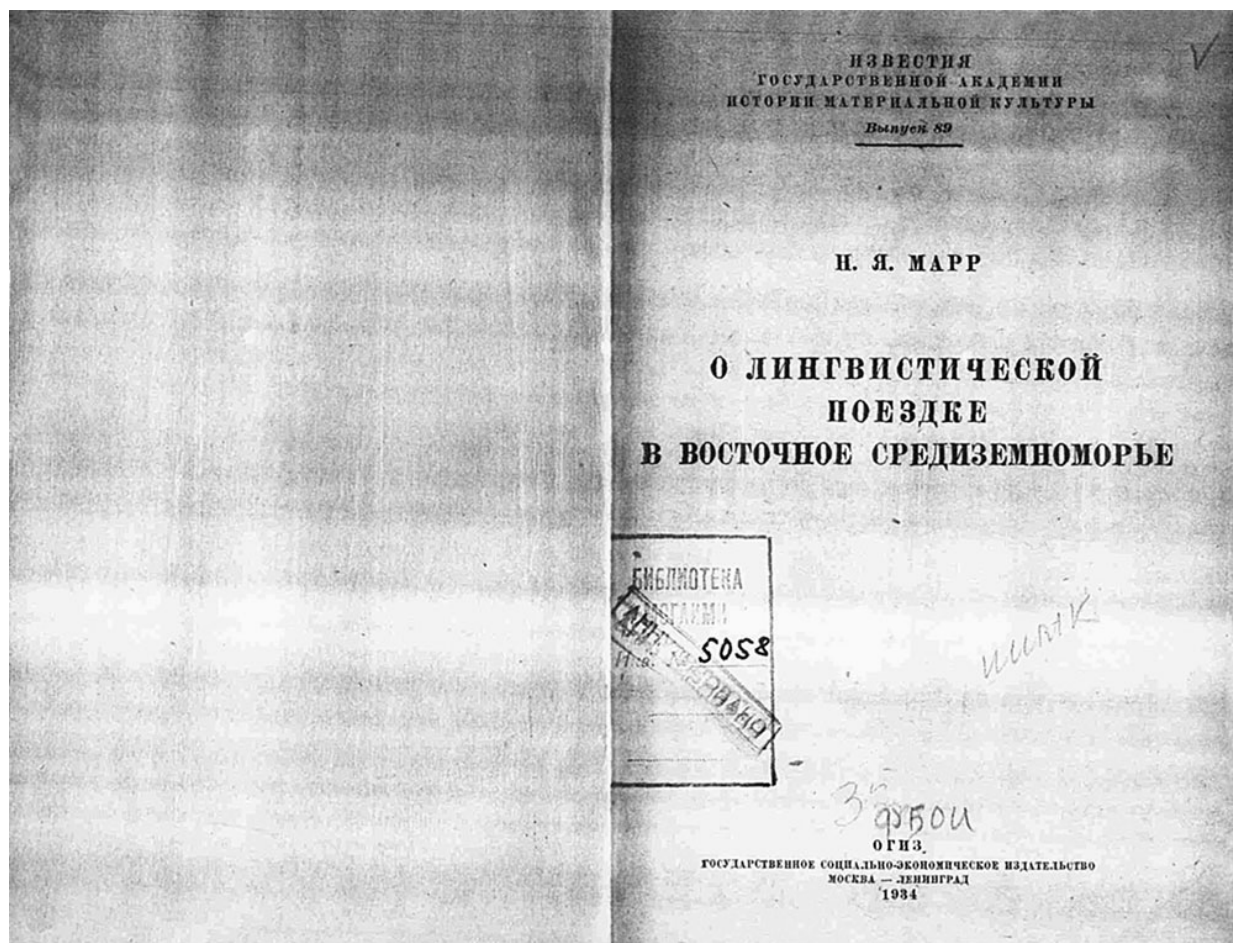 ИЗВЕСТИЯ
ГОСУДАРСТВЕННОЙ АКАДЕМИИ
ИСТОРИИ МАТЕРИАЛЬНОЙ КУЛЬТУРЫ
Выпуск 89
Н. Я. МАРР
О ЛИНГВИСТИЧЕСКОЙ
ПОЕЗДКЕ
В ВОСТОЧНОЕ СРЕДИЗЕМНОМОРЬЕ
БИБЛИОТЕКА
5058
ОГИЗ
ГОСУДАРСТВЕННОЕ СОЦИАЛЬНО-ЭКОНОМИЧЕСКОЕ ИЗДАТЕЛЬСТВО
МОСКВА — ЛЕНИНГРАД
1934